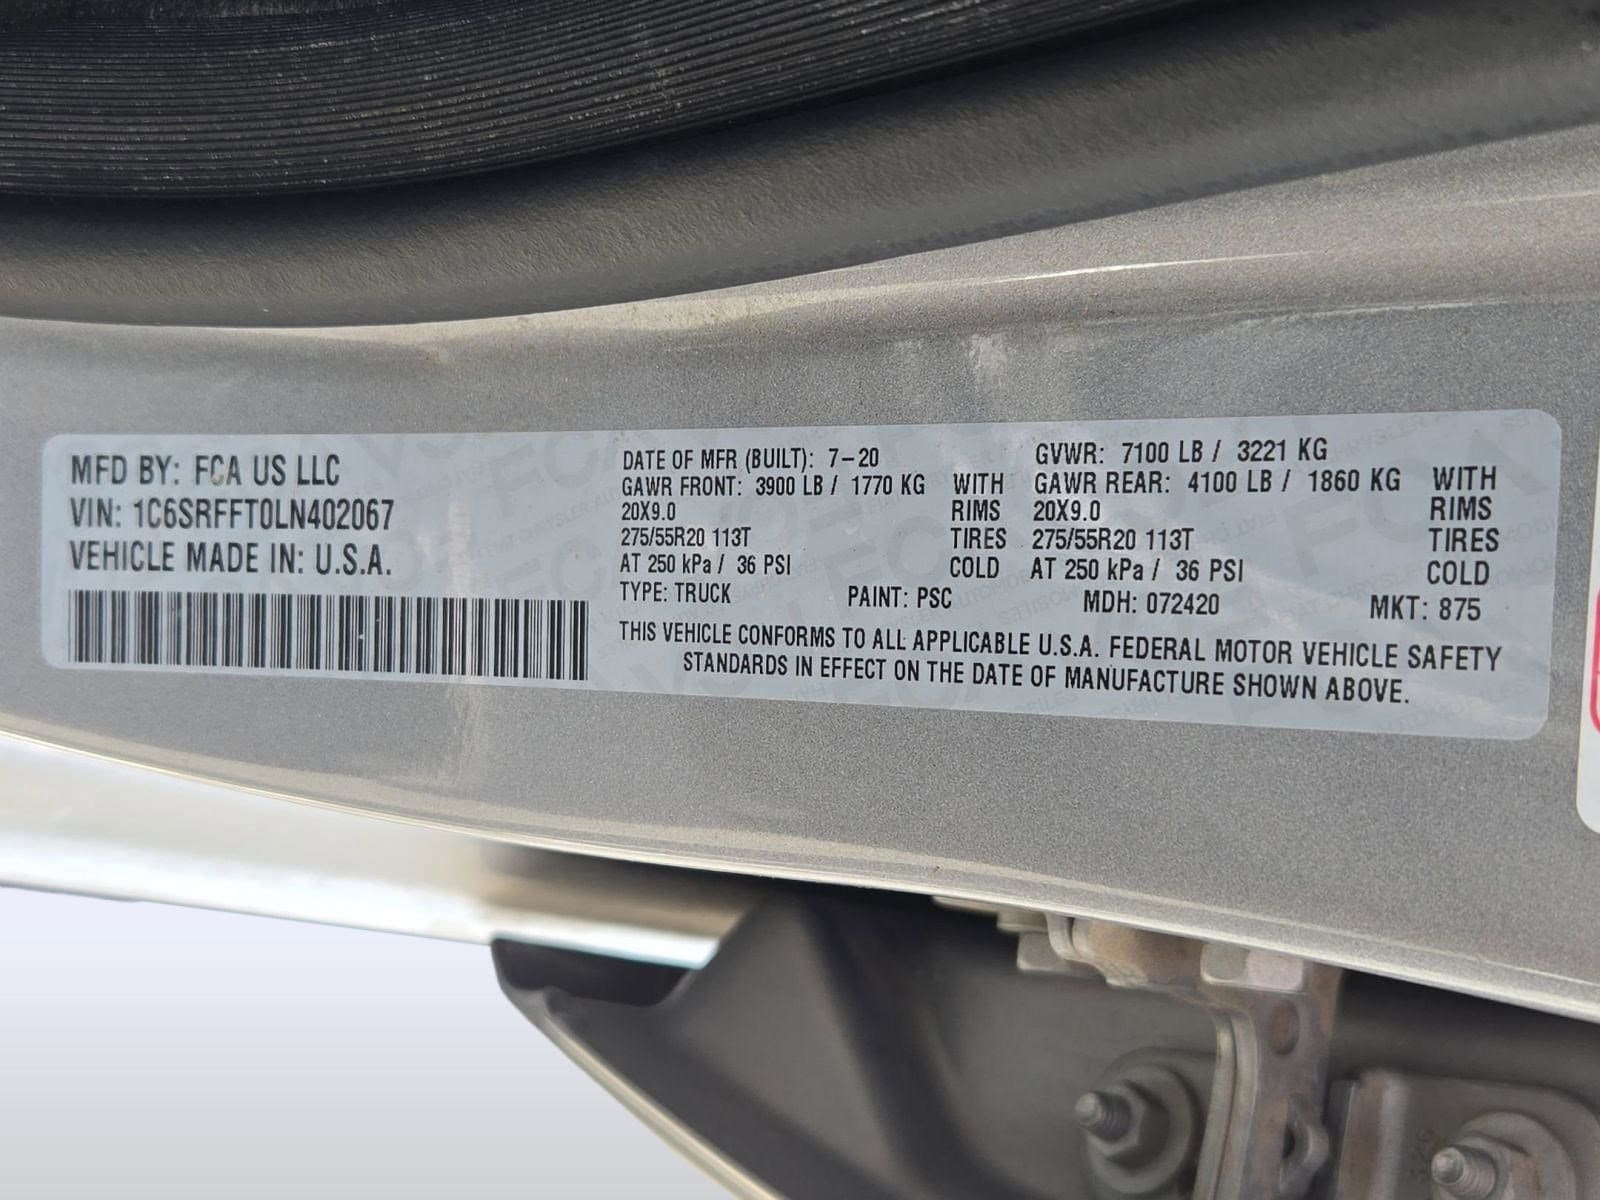 MFD BY: FCA US LLC
VIN: 1C6SRFFT0LN402067
VEHICLE MADE IN: U.S.A.
DATE OF MFR (BUILT): 7-20 GVWR: 7100 LB / 3221 KG
GAWR FRONT: 3900 LB / 1770 KG WITH GAWR REAR: 4100 LB / 1860 KG WITH
20X9.0 RIMS 20X9.0 RIMS
275/55R20 113T TIRES 275/55R20 113T TIRES
AT 250 kPa / 36 PSI COLD AT 250 kPa / 36 PSI COLD
TYPE: TRUCK PAINT: PSC MDH: 072420 MKT: 875
THIS VEHICLE CONFORMS TO ALL APPLICABLE U.S.A. FEDERAL MOTOR VEHICLE SAFETY
STANDARDS IN EFFECT ON THE DATE OF MANUFACTURE SHOWN ABOVE.